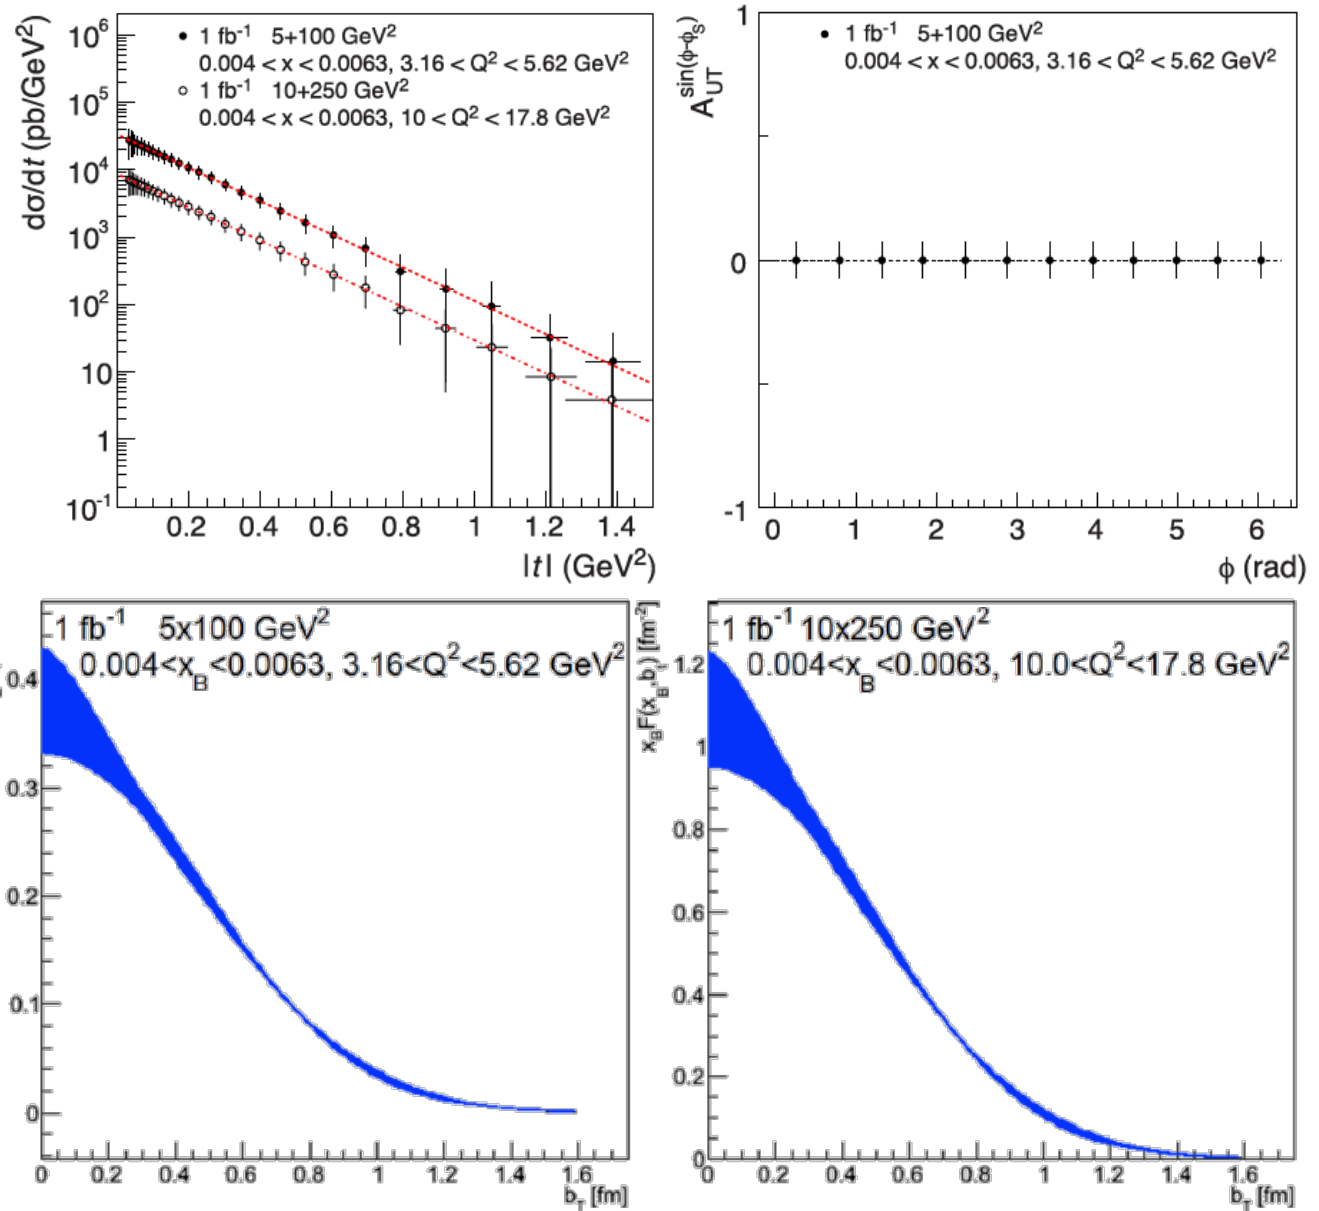 dσ/dt (pb/GeV²)
10⁶
10⁵
10⁴
10³
10²
10
1
10⁻¹
1 fb⁻¹ 5+100 GeV²
0.004 < x < 0.0063, 3.16 < Q² < 5.62 GeV²
1 fb⁻¹ 10+250 GeV²
0.004 < x < 0.0063, 10 < Q² < 17.8 GeV²
0.2 0.4 0.6 0.8 1 1.2 1.4
|t| (GeV²)
A_UT^sin(ϕ-ϕ_S)
1
0
-1
1 fb⁻¹ 5+100 GeV²
0.004 < x < 0.0063, 3.16 < Q² < 5.62 GeV²
0 1 2 3 4 5 6
ϕ (rad)
1 fb⁻¹ 5x100 GeV²
0.004<x_B<0.0063, 3.16<Q²<5.62 GeV²
0.4
0.3
0.2
0.1
0
0 0.2 0.4 0.6 0.8 1 1.2 1.4 1.6
b_T [fm]
x_B F(x_B, b_t) [fm⁻²]
1 fb⁻¹ 10x250 GeV²
0.004<x_B<0.0063, 10.0<Q²<17.8 GeV²
1.2
1
0.8
0.6
0.4
0.2
0
0 0.2 0.4 0.6 0.8 1 1.2 1.4 1.6
b_T [fm]